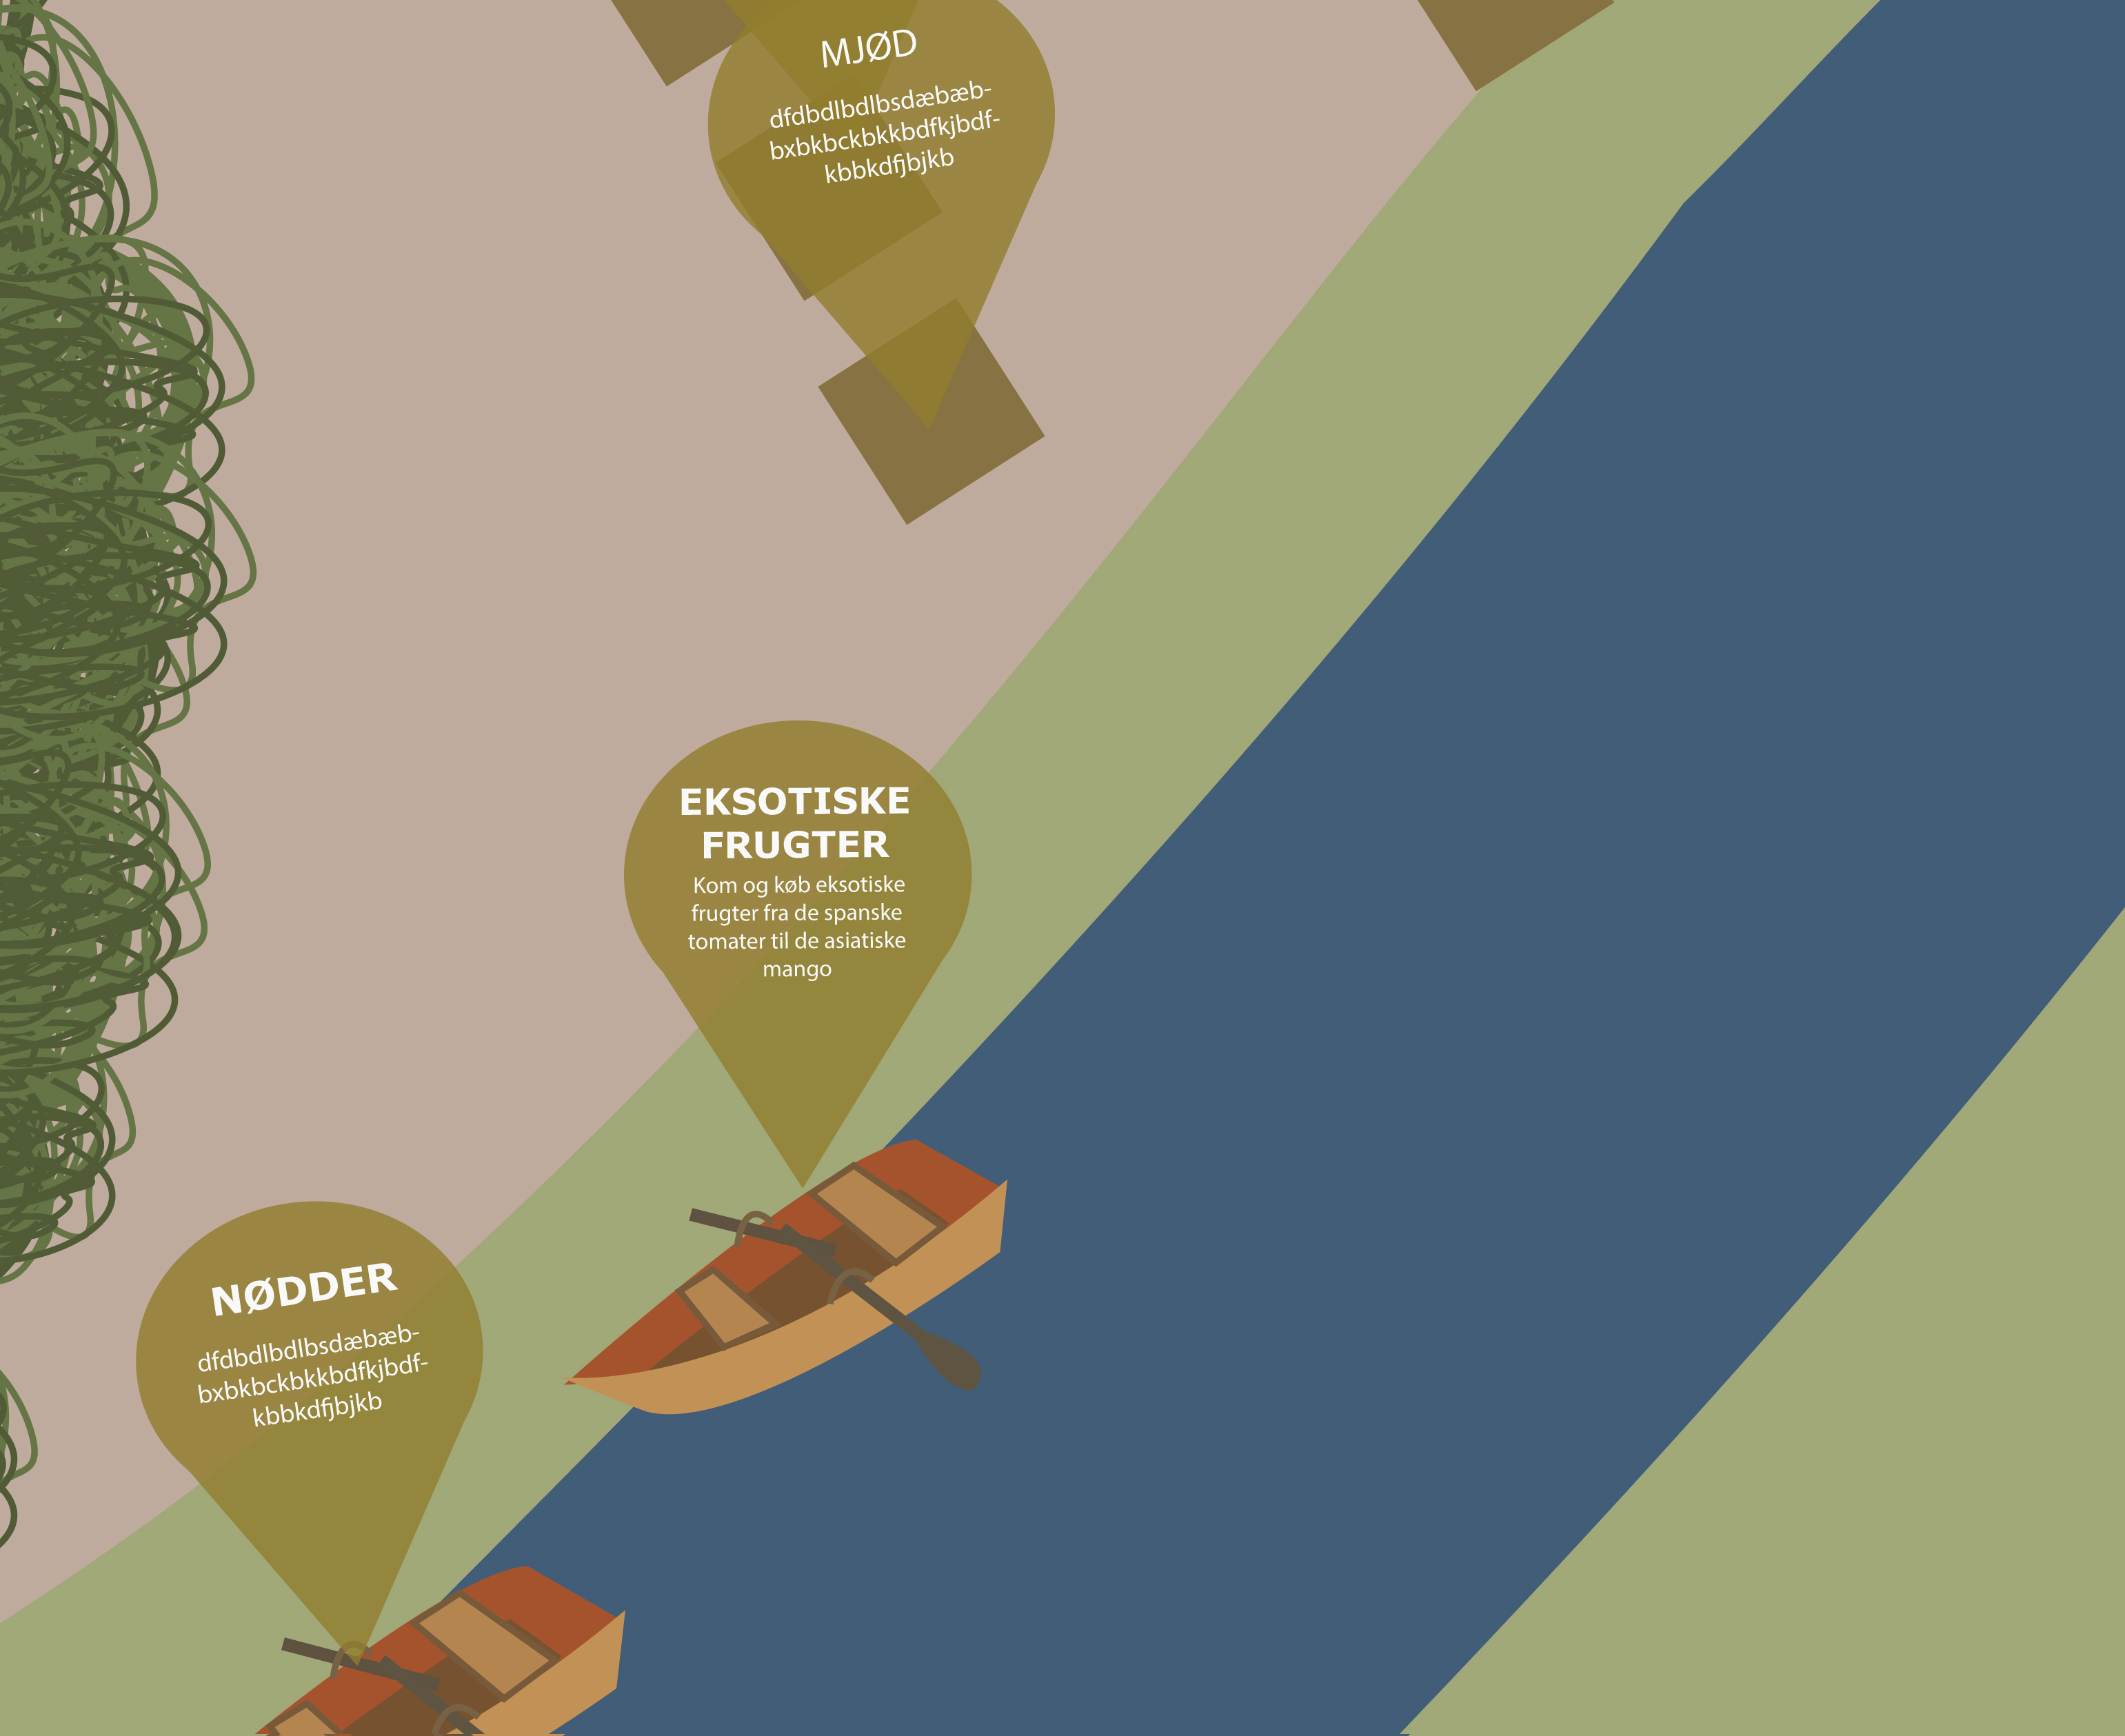 MJØD
dfdbdlbdlbsdæbæb-
bxbkbckbkkbdfkjbdf-
kbbkdfjbjkb
EKSOTISKE
FRUGTER
Kom og køb eksotiske
frugter fra de spanske
tomater til de asiatiske
mango
NØDDER
dfdbdlbdlbsdæbæb-
bxbkbckbkkbdfkjbdf-
kbbkdfjbjkb